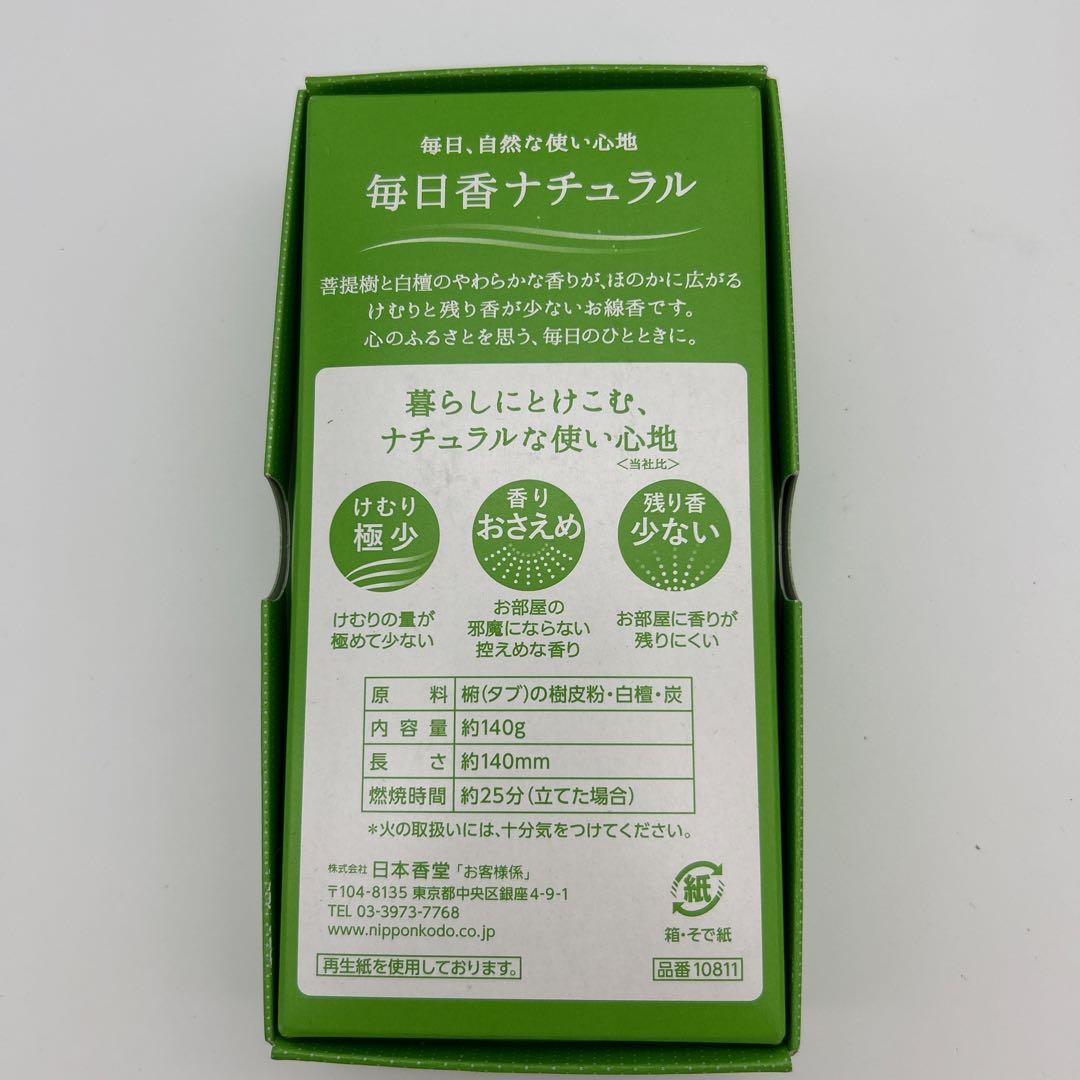 毎日、自然な使い心地
毎日香ナチュラル
菩提樹と白檀のやわらかな香りが、ほのかに広がる
けむりと残り香が少ないお線香です。
心のふるさとを思う、毎日のひとときに。
暮らしにとけこむ、
ナチュラルな使い心地
<当社比>
けむり
極少
けむりの量が
極めて少ない
香り
おさえめ
お部屋の
邪魔にならない
控えめな香り
残り香
少ない
お部屋に香りが
残りにくい
原料 椨(タブ)の樹皮粉・白檀・炭
内容量 約140g
長さ 約140mm
燃焼時間 約25分(立てた場合)
*火の取扱いには、十分気をつけてください。
株式会社 日本香堂「お客様係」
〒104-8135 東京都中央区銀座4-9-1
TEL 03-3973-7768
www.nipponkodo.co.jp
再生紙を使用しております。
紙
箱・そで紙
品番10811